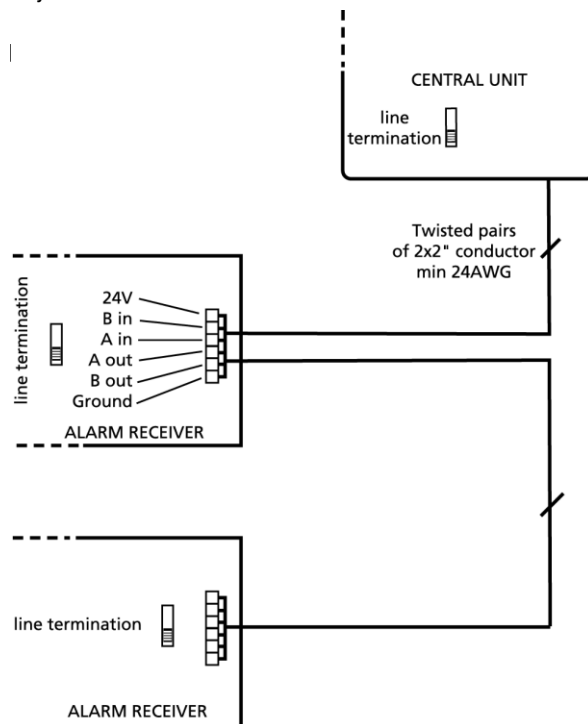 CENTRAL UNIT
line
termination
Twisted pairs
of 2x2" conductor
min 24AWG
line termination
24V
B in
A in
A out
B out
Ground
ALARM RECEIVER
line termination
ALARM RECEIVER